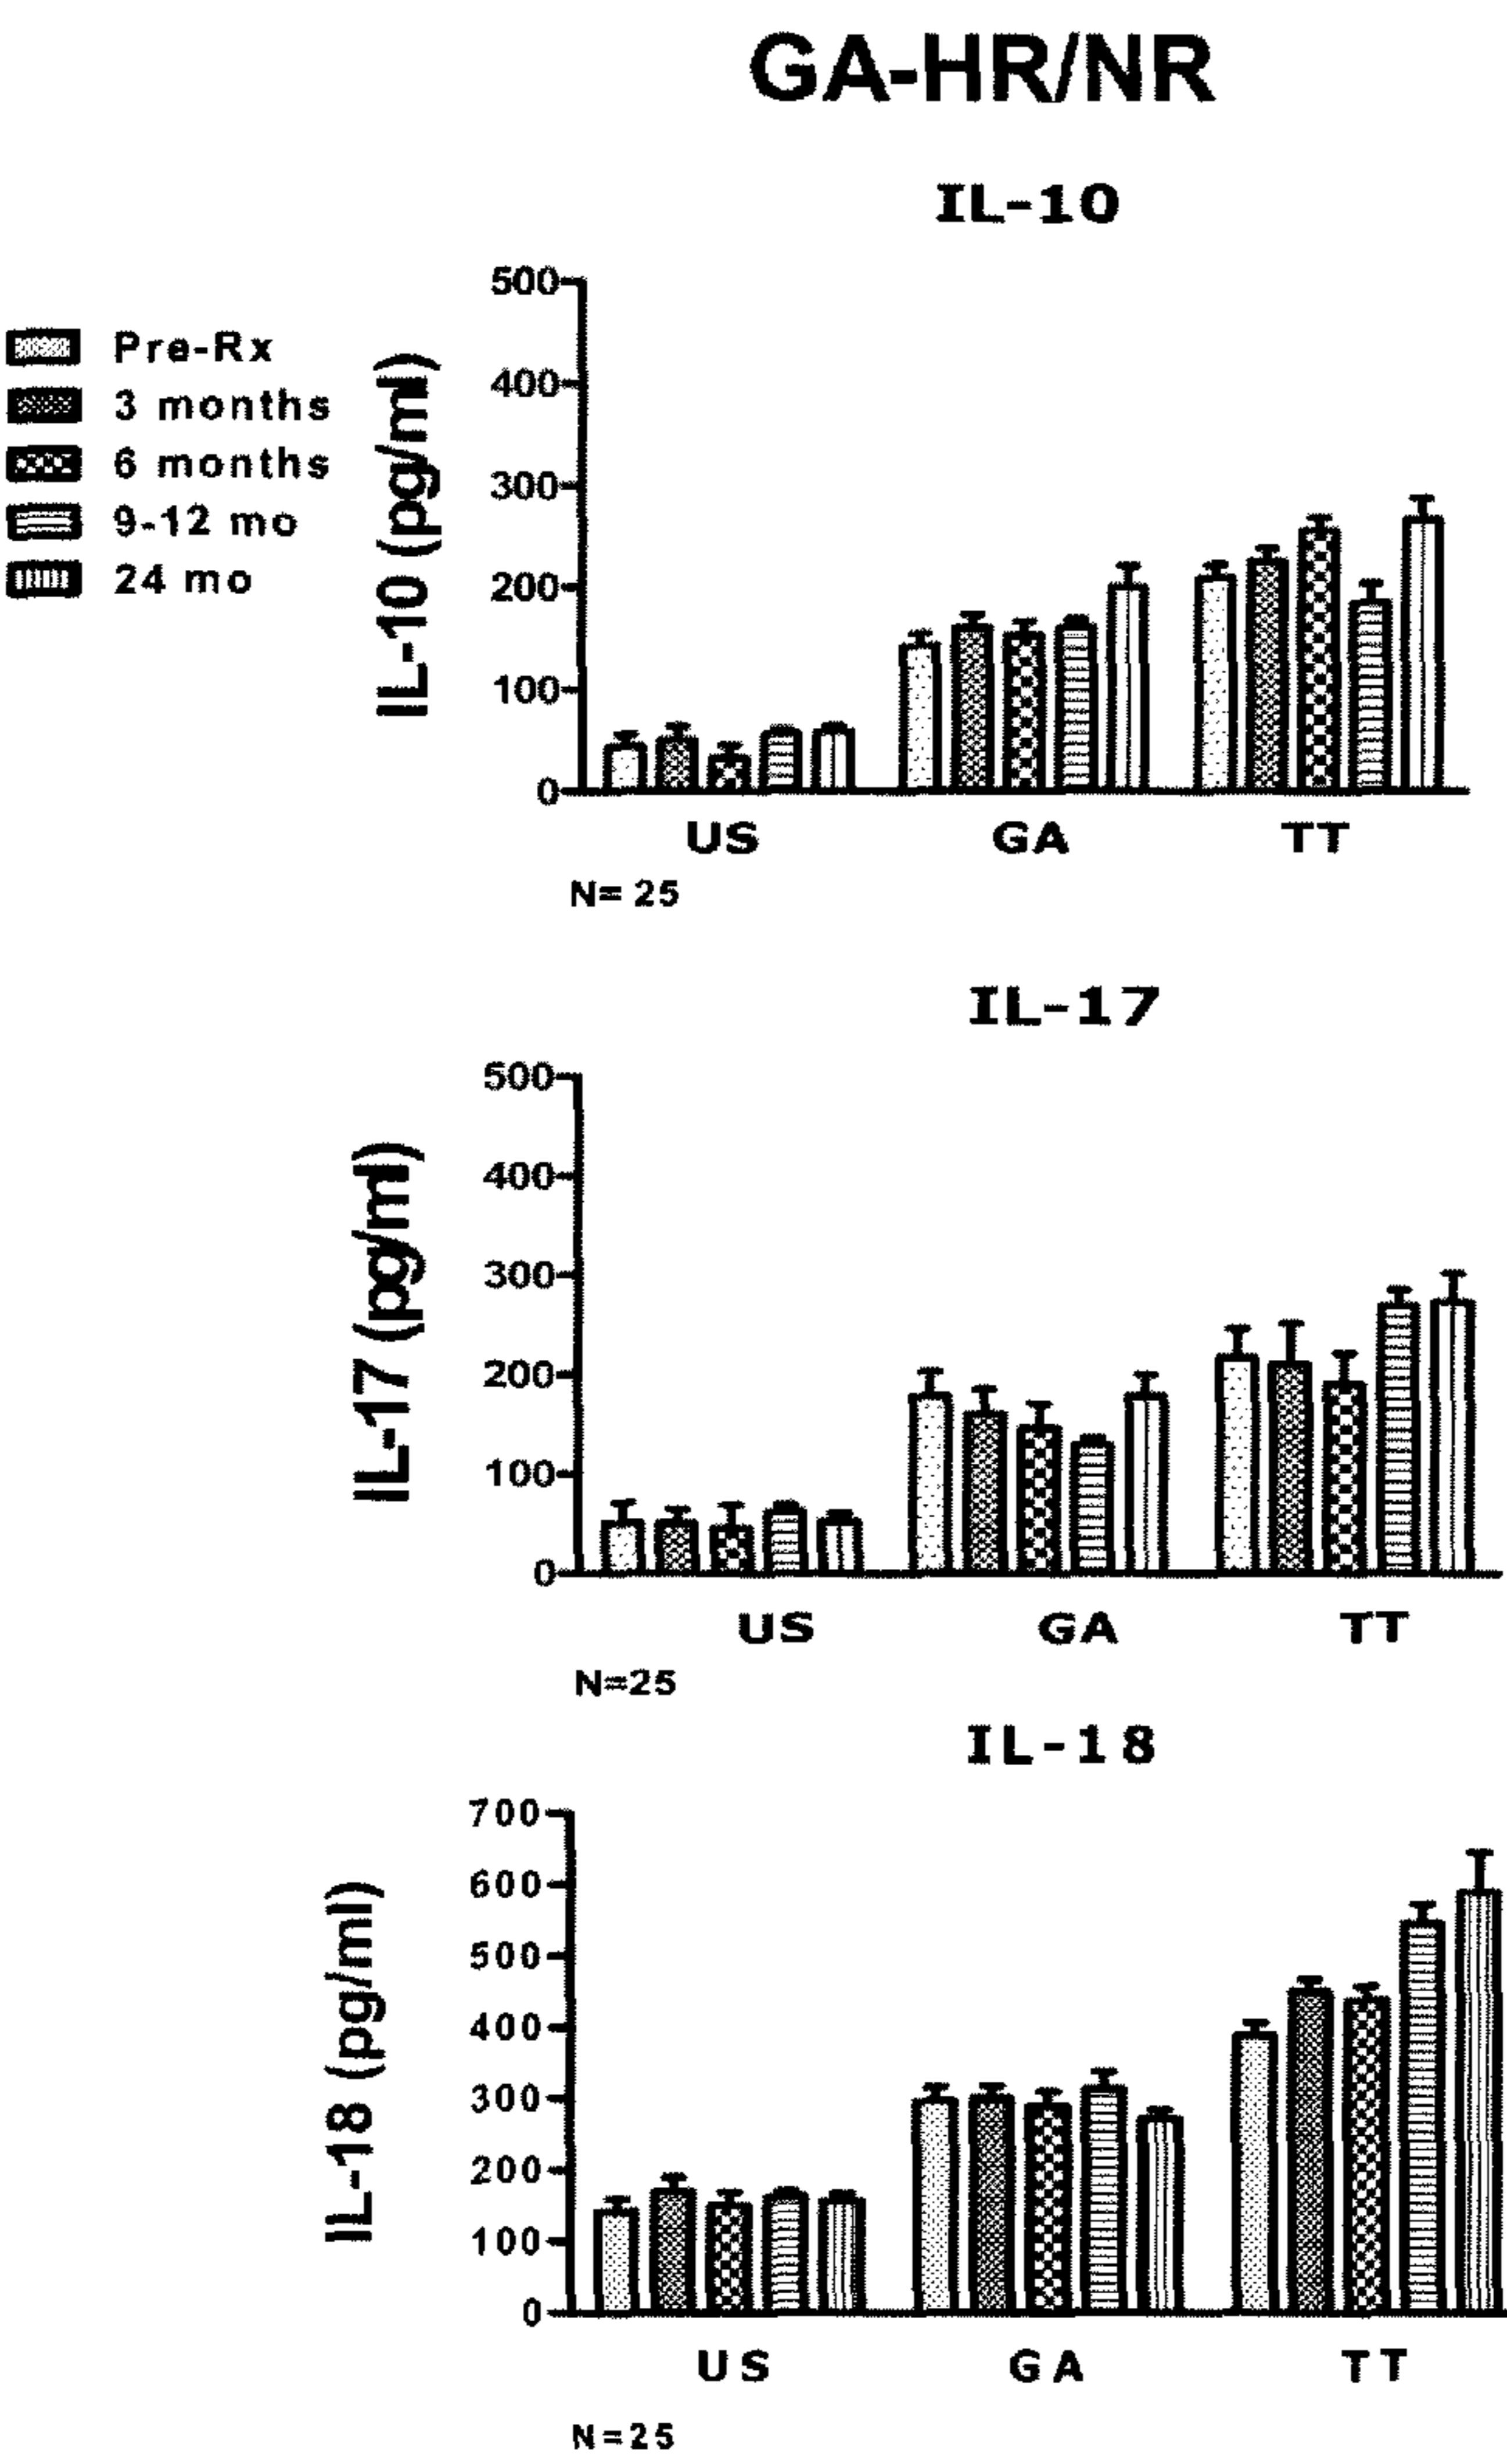 GA-HR/NR
IL-10
Pre-Rx
3 months
6 months
9-12 mo
24 mo
IL-10 (pg/ml)
500
400
300
200
100
0
US GA TT
N= 25
IL-17
IL-17 (pg/ml)
500
400
300
200
100
0
US GA TT
N=25
IL-18
IL-18 (pg/ml)
700
600
500
400
300
200
100
0
US GA TT
N=25